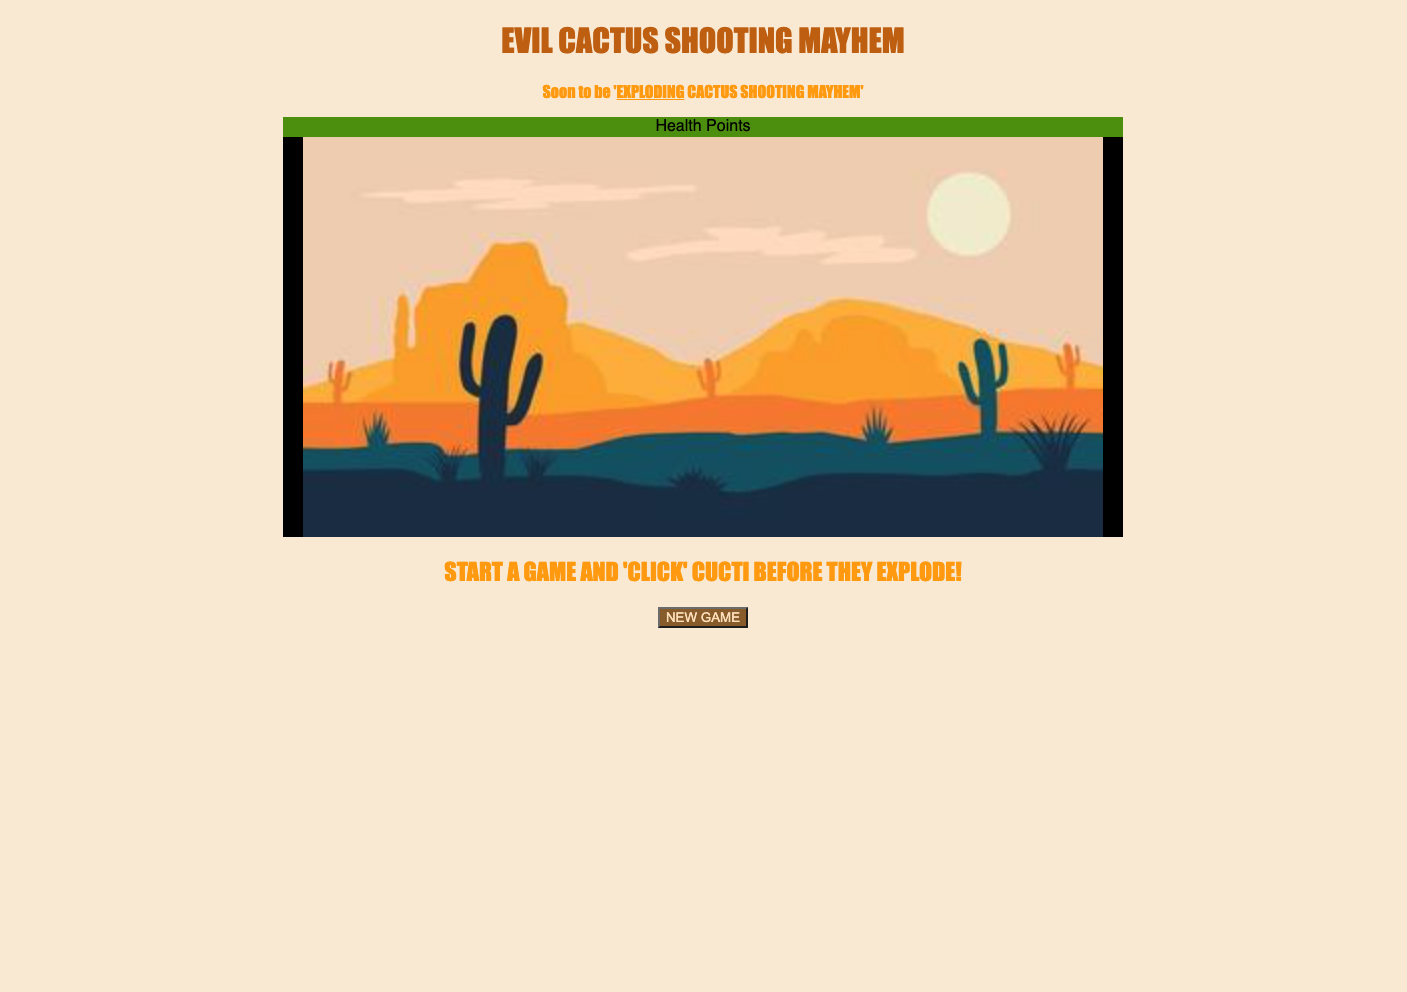 EVIL CACTUS SHOOTING MAYHEM
Soon to be 'EXPLODING CACTUS SHOOTING MAYHEM'
Health Points
START A GAME AND 'CLICK' CUCTI BEFORE THEY EXPLODE!
NEW GAME